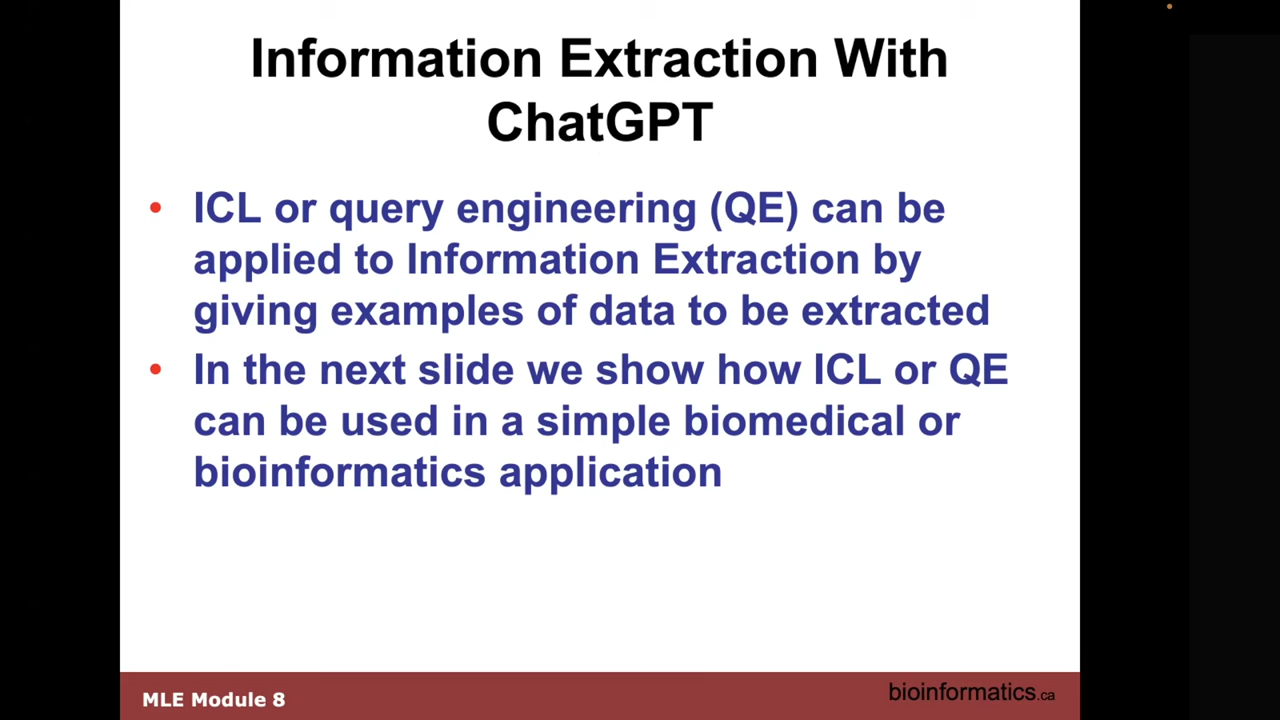 Information Extraction With
ChatGPT
• ICL or query engineering (QE) can be
applied to Information Extraction by
giving examples of data to be extracted
• In the next slide we show how ICL or QE
can be used in a simple biomedical or
bioinformatics application
MLE Module 8
bioinformatics.ca